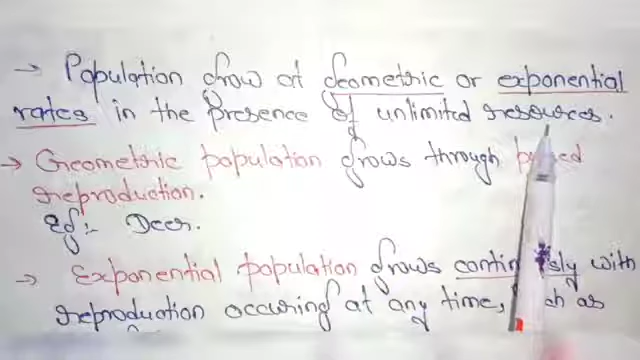 → Population grow at geometric or exponential
rates in the presence of unlimited resources.
→ Geometric population grows through
reproduction.
Eg:- Deer.
→ Exponential population grows with
reproduction occuring at any time, as